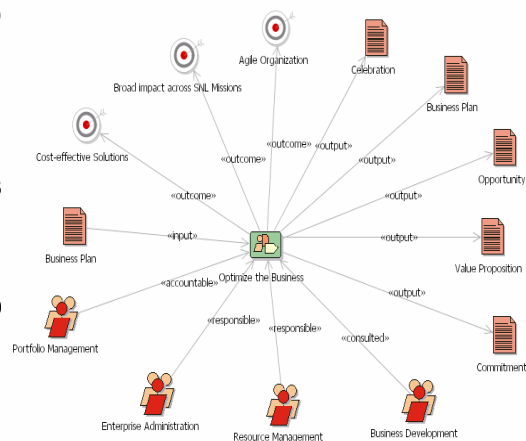 Agile Organization
Celebration
Broad impact across SNL Missions
Business Plan
Cost-effective Solutions
«outcome»
«output»
«outcome»
«output»
Opportunity
«outcome»
«output»
Business Plan
«input»
«output»
Value Proposition
Optimize the Business
«accountable»
«output»
«responsible»
«responsible»
«consulted»
Portfolio Management
Commitment
Enterprise Administration
Resource Management
Business Development